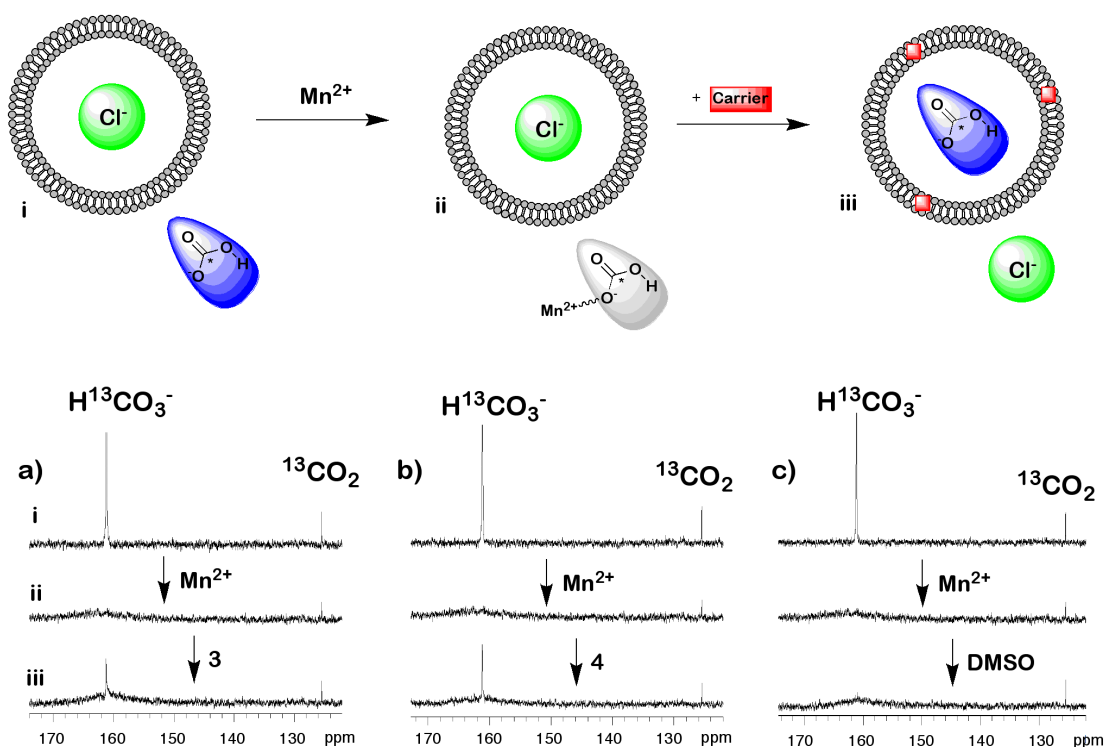 Cl⁻
i
O
O
H
⁻O
*
Mn²⁺
Cl⁻
ii
O
O
H
O⁻
*
Mn²⁺
+ Carrier
O
O
H
⁻O
*
iii
Cl⁻
a)
H¹³CO₃⁻
¹³CO₂
i
Mn²⁺
ii
3
iii
170 160 150 140 130 ppm
b)
H¹³CO₃⁻
¹³CO₂
Mn²⁺
4
170 160 150 140 130 ppm
c)
H¹³CO₃⁻
¹³CO₂
Mn²⁺
DMSO
170 160 150 140 130 ppm